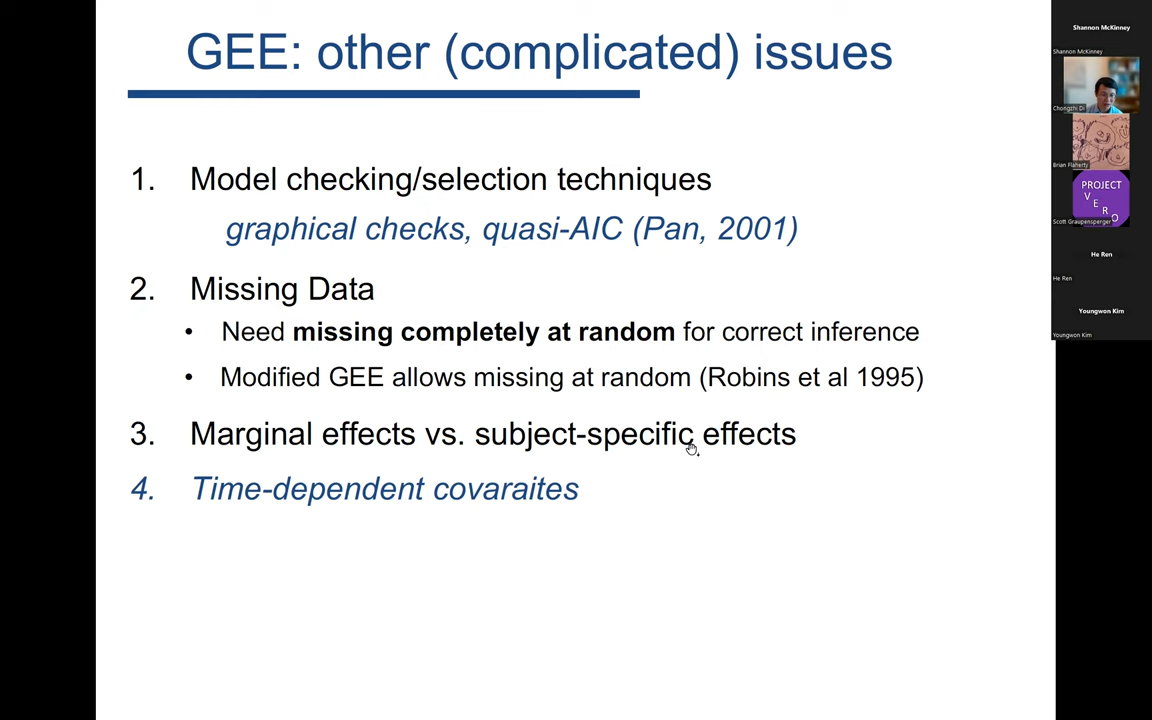 GEE: other (complicated) issues
1. Model checking/selection techniques
graphical checks, quasi-AIC (Pan, 2001)
2. Missing Data
• Need missing completely at random for correct inference
• Modified GEE allows missing at random (Robins et al 1995)
3. Marginal effects vs. subject-specific effects
4. Time-dependent covaraites
Shannon McKinney
Shannon McKinney
Chongzhi Di
Brian Flaherty
PROJECT
V
E
R
O
Scott Graupensperger
He Ren
He Ren
Youngwon Kim
Youngwon Kim